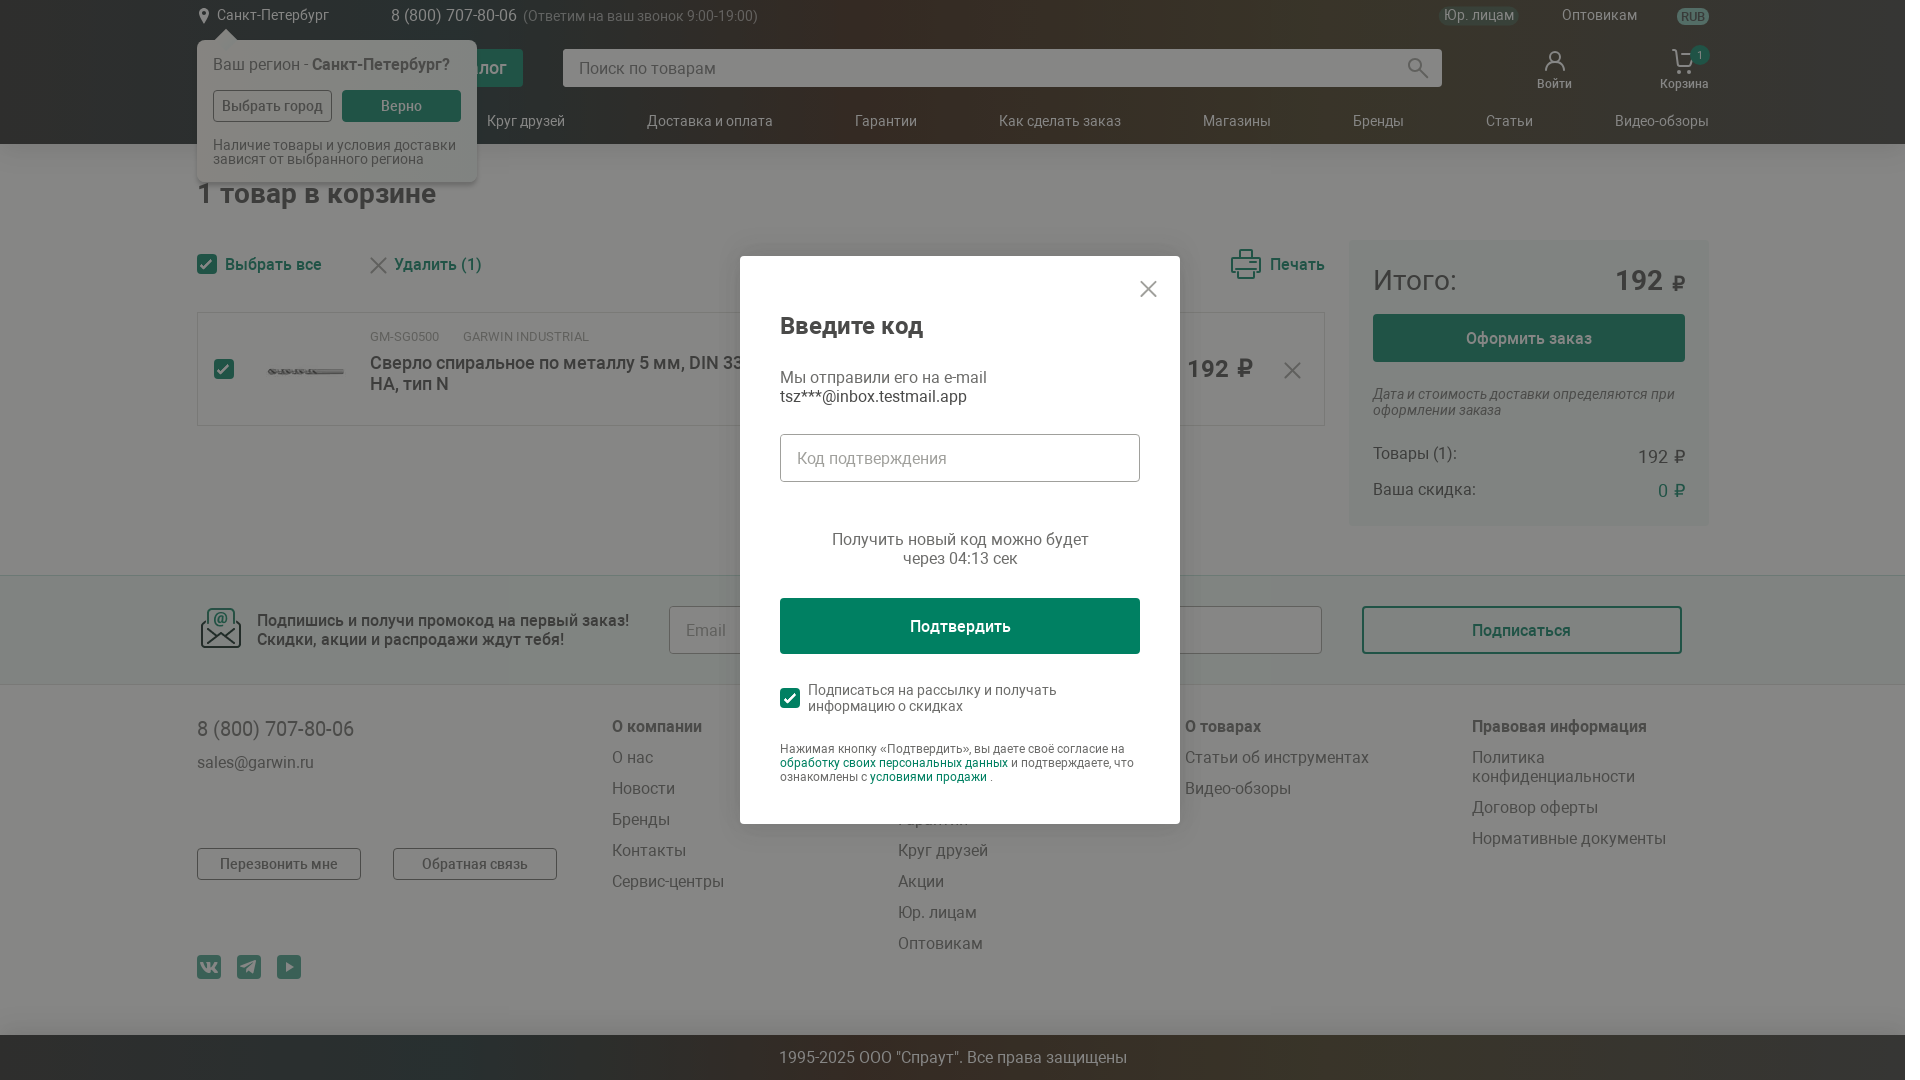 Санкт-Петербург
8 (800) 707-80-06 (Ответим на ваш звонок 9:00-19:00)
Юр. лицам
Оптовикам
RUB
Ваш регион - Санкт-Петербург?
Выбрать город
Верно
Наличие товары и условия доставки
зависят от выбранного региона
Поиск по товарам
Войти
1
Корзина
Круг друзей
Доставка и оплата
Гарантии
Как сделать заказ
Магазины
Бренды
Статьи
Видео-обзоры
1 товар в корзине
Выбрать все
Удалить (1)
Печать
GM-SG0500
GARWIN INDUSTRIAL
Сверло спиральное по металлу 5 мм, DIN 33
HA, тип N
192 ₽
Итого:
192 ₽
Оформить заказ
Дата и стоимость доставки определяются при
оформлении заказа
Товары (1):
192 ₽
Ваша скидка:
0 ₽
Введите код
Мы отправили его на e-mail
tsz***@inbox.testmail.app
Код подтверждения
Получить новый код можно будет
через 04:13 сек
Подтвердить
Подписаться на рассылку и получать
информацию о скидках
Нажимая кнопку «Подтвердить», вы даете своё согласие на
обработку своих персональных данных и подтверждаете, что
ознакомлены с условиями продажи .
Подпишись и получи промокод на первый заказ!
Скидки, акции и распродажи ждут тебя!
Email
Подписаться
8 (800) 707-80-06
sales@garwin.ru
Перезвонить мне
Обратная связь
О компании
О нас
Новости
Бренды
Контакты
Сервис-центры
Круг друзей
Акции
Юр. лицам
Оптовикам
О товарах
Статьи об инструментах
Видео-обзоры
Правовая информация
Политика
конфиденциальности
Договор оферты
Нормативные документы
1995-2025 ООО "Спраут". Все права защищены